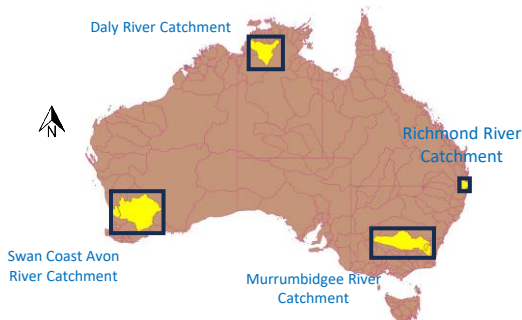 Daly River Catchment
N
Richmond River
Catchment
Swan Coast Avon
River Catchment
Murrumbidgee River
Catchment